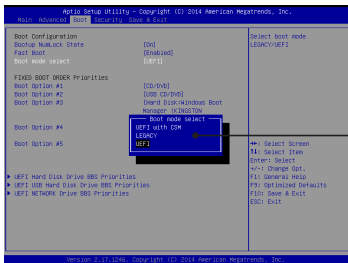 Aptio Setup Utility - Copyright (C) 2014 American Megatrends, Inc.
Main Advanced Boot Security Save & Exit
Boot Configuration
Bootup NumLock State [On]
Fast Boot [Enabled]
Boot mode select [UEFI]
FIXED BOOT ORDER Priorities
Boot Option #1 [CD/DVD]
Boot Option #2 [USB CD/DVD]
Boot Option #3 [Hard Disk:Windows Boot
Manager (KINGSTON
Boot mode select
UEFI with CSM
LEGACY
UEFI
Boot Option #4
Boot Option #5
UEFI Hard Disk Drive BBS Priorities
UEFI USB Hard Disk Drive BBS Priorities
UEFI NETWORK Drive BBS Priorities
Select boot mode
LEGACY/UEFI
→←: Select Screen
↑↓: Select Item
Enter: Select
+/-: Change Opt.
F1: General Help
F9: Optimized Defaults
F10: Save & Exit
ESC: Exit
Version 2.17.1246. Copyright (C) 2014 American Megatrends, Inc.